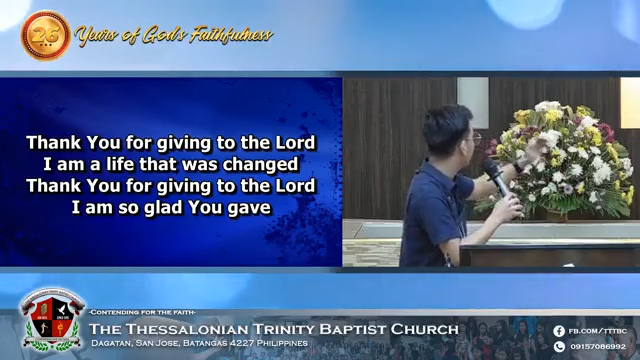 26 Years of God's Faithfulness
Thank You for giving to the Lord
I am a life that was changed
Thank You for giving to the Lord
I am so glad You gave
-Contending for the faith-
The Thessalonian Trinity Baptist Church
Dagatan, San Jose, Batangas 4227 Philippines
FB.COM/TTTBC
09157086992